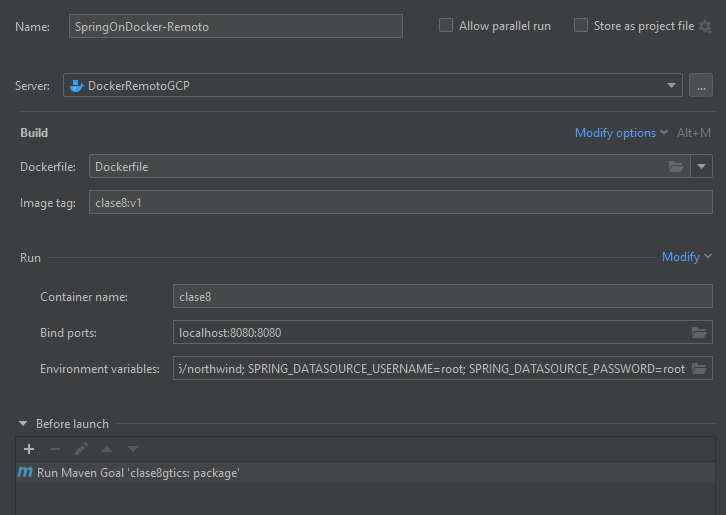 Name: SpringOnDocker-Remoto Allow parallel run Store as project file
Server: DockerRemotoGCP ...
Build Modify options Alt+M
Dockerfile: Dockerfile
Image tag: clase8:v1
Run Modify
Container name: clase8
Bind ports: localhost:8080:8080
Environment variables: /northwind; SPRING_DATASOURCE_USERNAME=root; SPRING_DATASOURCE_PASSWORD=root
Before launch
m Run Maven Goal 'clase8gtics: package'